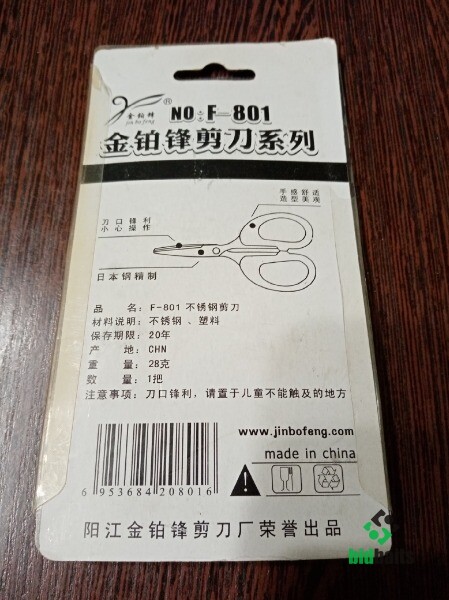 金铂锋
jin bo feng
®
NO:F-801
金铂锋剪刀系列
手感舒适
造型美观
刀口锋利
小心操作
日本钢精制
品 名: F-801 不锈钢剪刀
材料说明: 不锈钢 、塑料
保存期限: 20年
产 地: CHN
重 量: 28克
数 量: 1把
注意事项: 刀口锋利，请置于儿童不能触及的地方
www.jinbofeng.com
made in china
6 953684 208016
阳江金铂锋剪刀厂荣誉出品
bidbaits